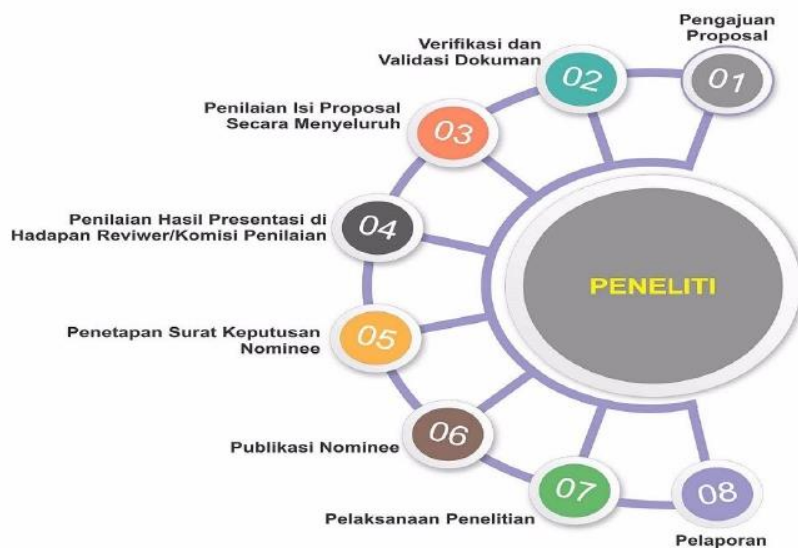 Pengajuan
Proposal
01
Verifikasi dan
Validasi Dokuman
02
Penilaian Isi Proposal
Secara Menyeluruh
03
Penilaian Hasil Presentasi di
Hadapan Reviwer/Komisi Penilaian
04
PENELITI
Penetapan Surat Keputusan
Nominee
05
Publikasi Nominee
06
Pelaksanaan Penelitian
07
Pelaporan
08